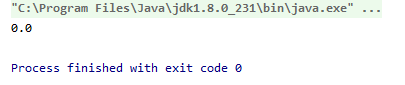 "C:\Program Files\Java\jdk1.8.0_231\bin\java.exe" ...
0.0
Process finished with exit code 0